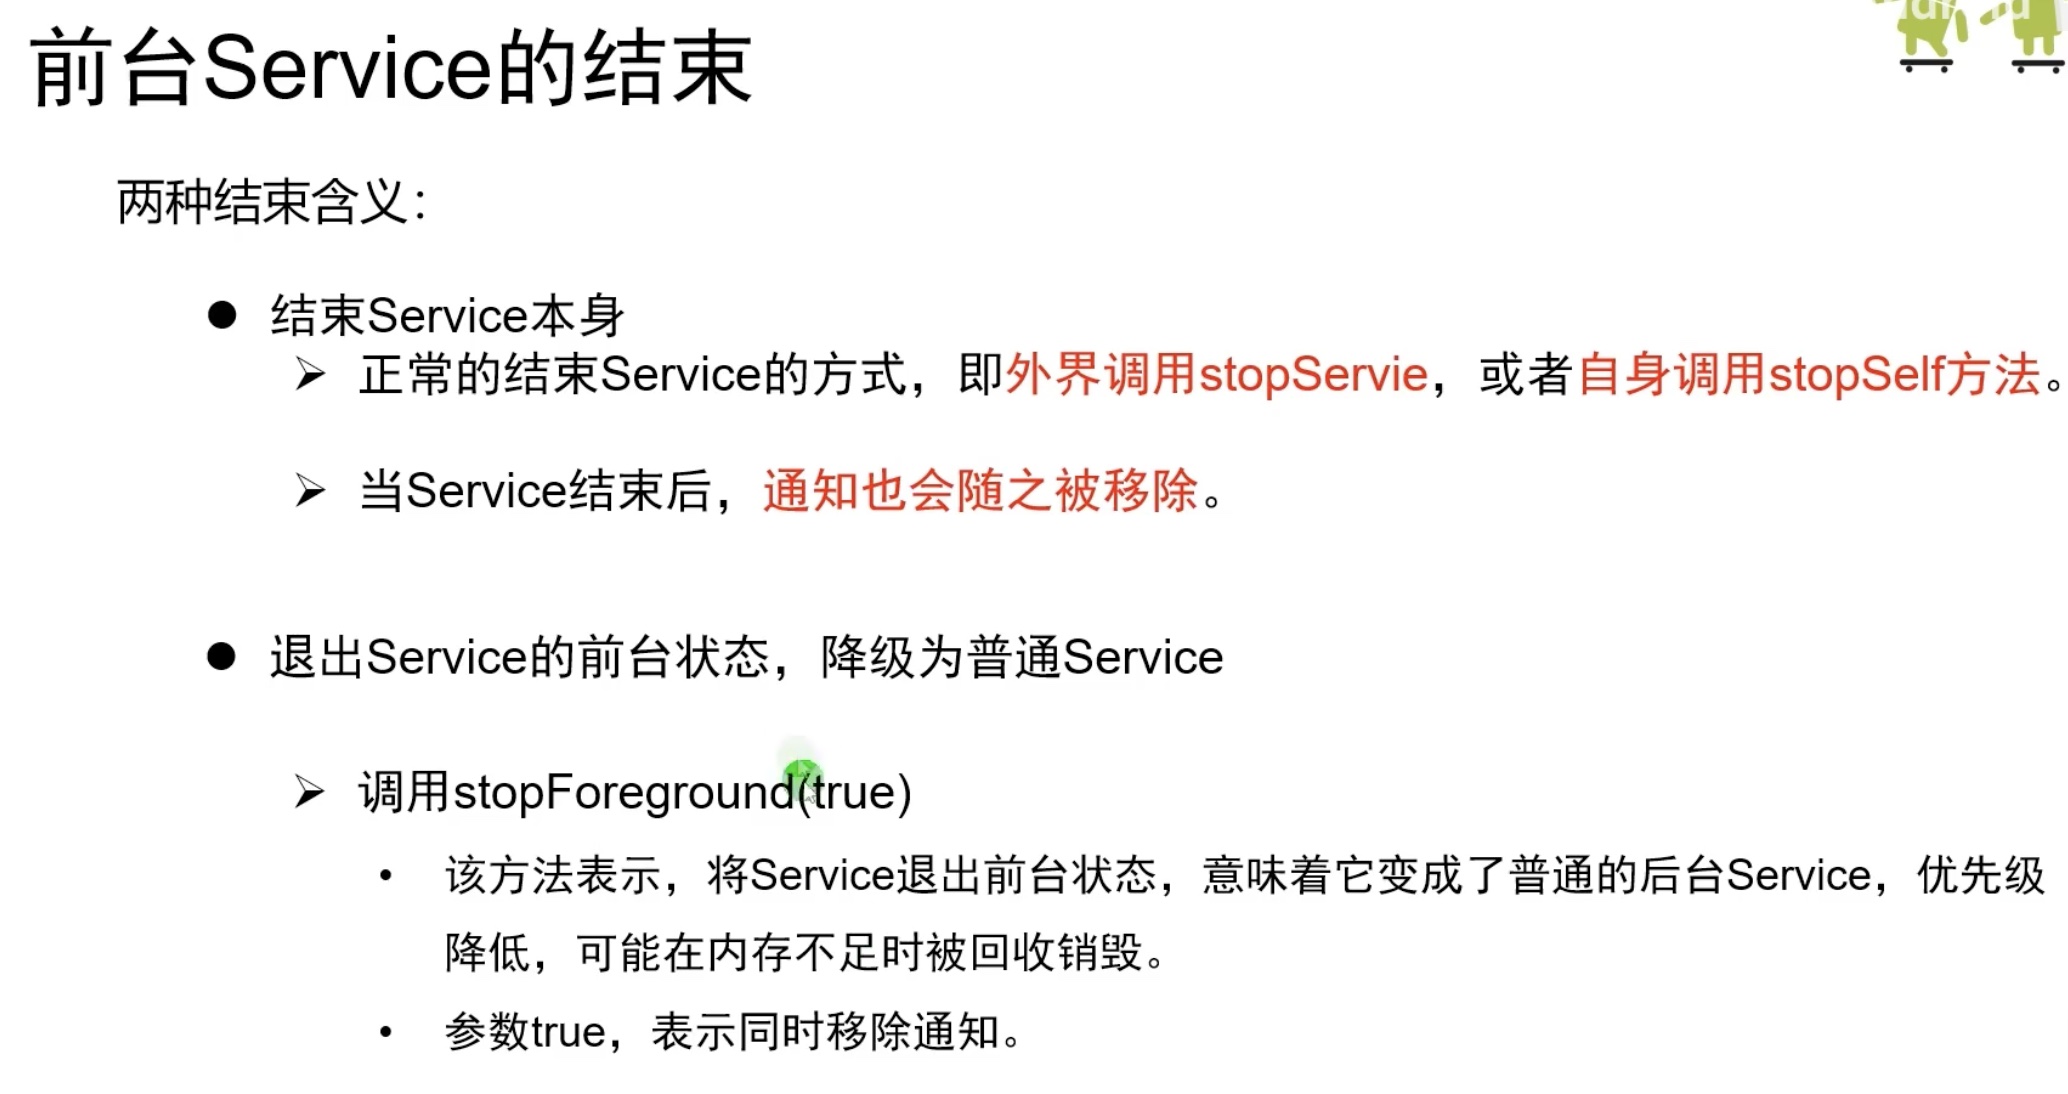 前台Service的结束
两种结束含义：
● 结束Service本身
➢ 正常的结束Service的方式，即外界调用stopServie，或者自身调用stopSelf方法。
➢ 当Service结束后，通知也会随之被移除。
● 退出Service的前台状态，降级为普通Service
➢ 调用stopForeground(true)
• 该方法表示，将Service退出前台状态，意味着它变成了普通的后台Service，优先级
降低，可能在内存不足时被回收销毁。
• 参数true，表示同时移除通知。